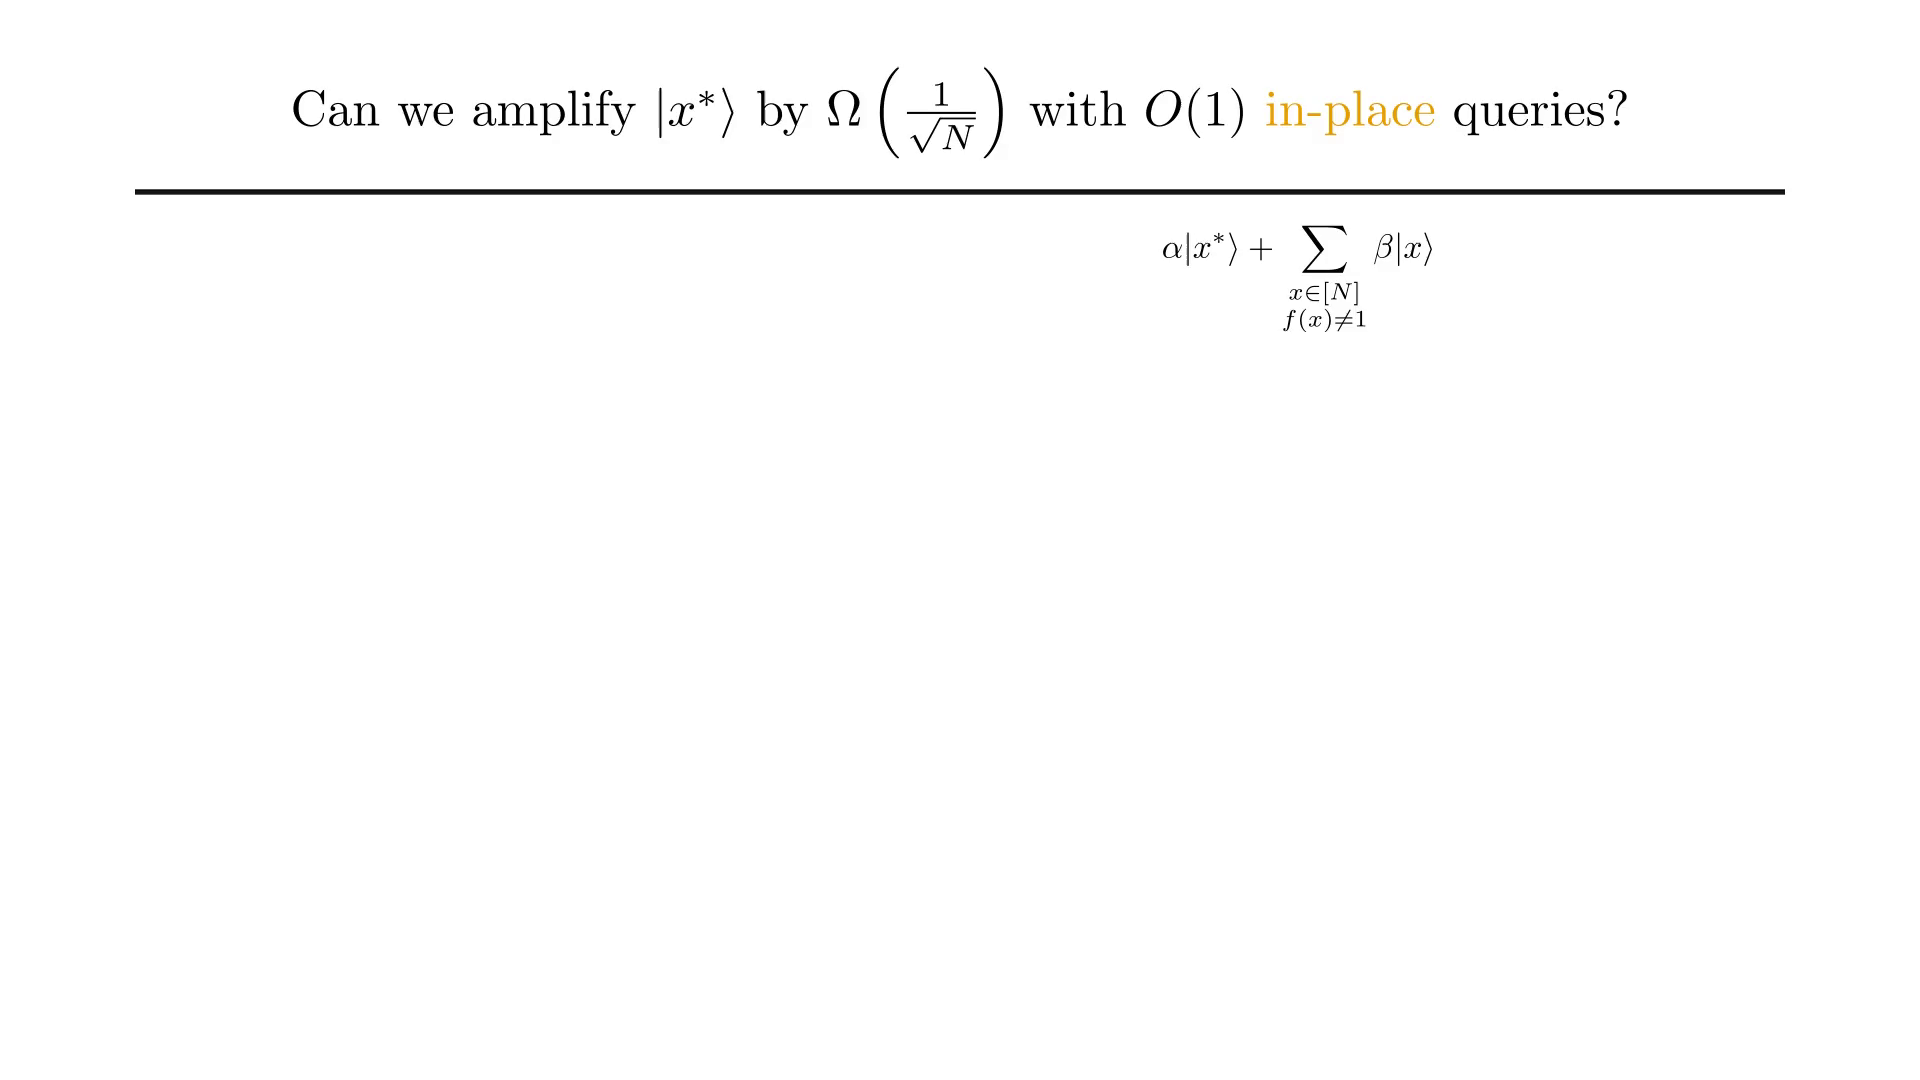 Can we amplify |x*⟩ by Ω(1/√N) with O(1) in-place queries?
α|x*⟩ + ∑ β|x⟩
x∈[N]
f(x)≠1